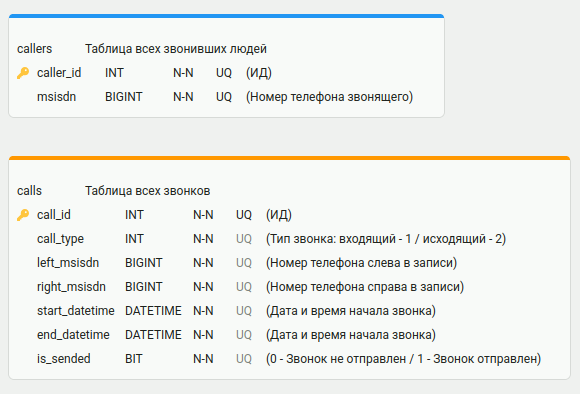 callers Таблица всех звонивших людей
caller_id INT N-N UQ (ИД)
msisdn BIGINT N-N UQ (Номер телефона звонящего)
calls Таблица всех звонков
call_id INT N-N UQ (ИД)
call_type INT N-N UQ (Тип звонка: входящий - 1 / исходящий - 2)
left_msisdn BIGINT N-N UQ (Номер телефона слева в записи)
right_msisdn BIGINT N-N UQ (Номер телефона справа в записи)
start_datetime DATETIME N-N UQ (Дата и время начала звонка)
end_datetime DATETIME N-N UQ (Дата и время начала звонка)
is_sended BIT N-N UQ (0 - Звонок не отправлен / 1 - Звонок отправлен)